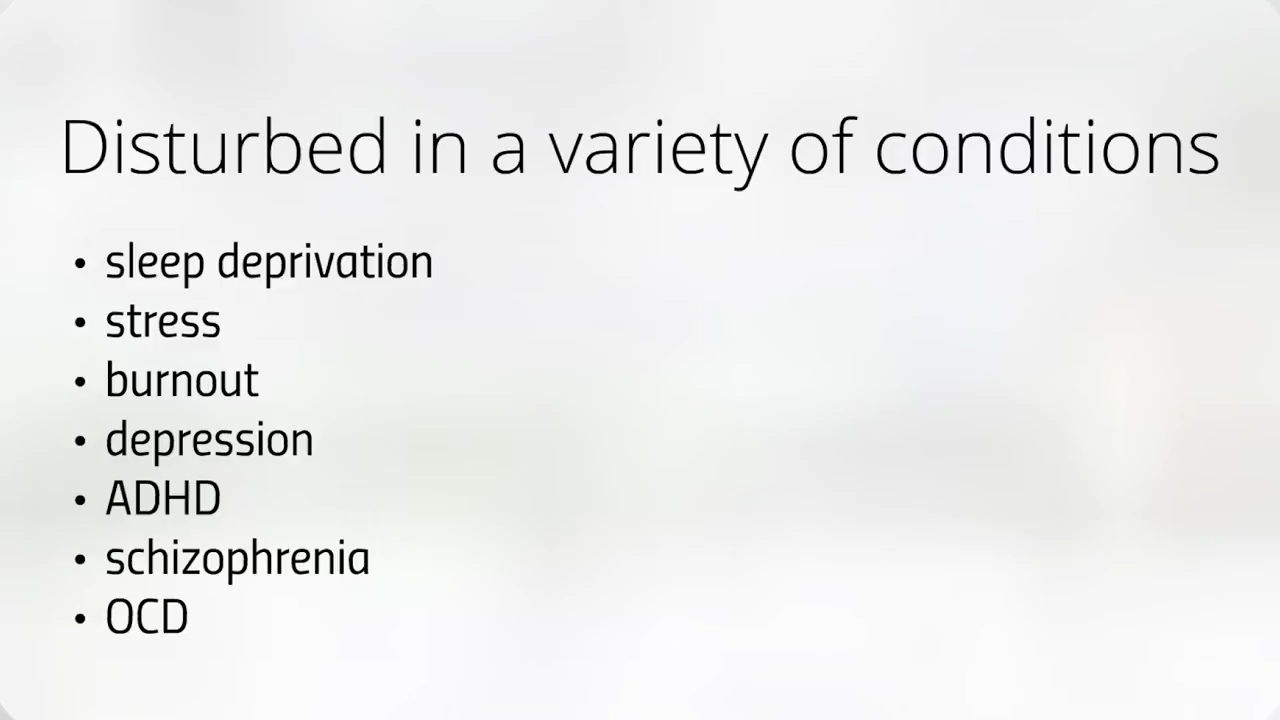 Disturbed in a variety of conditions
• sleep deprivation
• stress
• burnout
• depression
• ADHD
• schizophrenia
• OCD